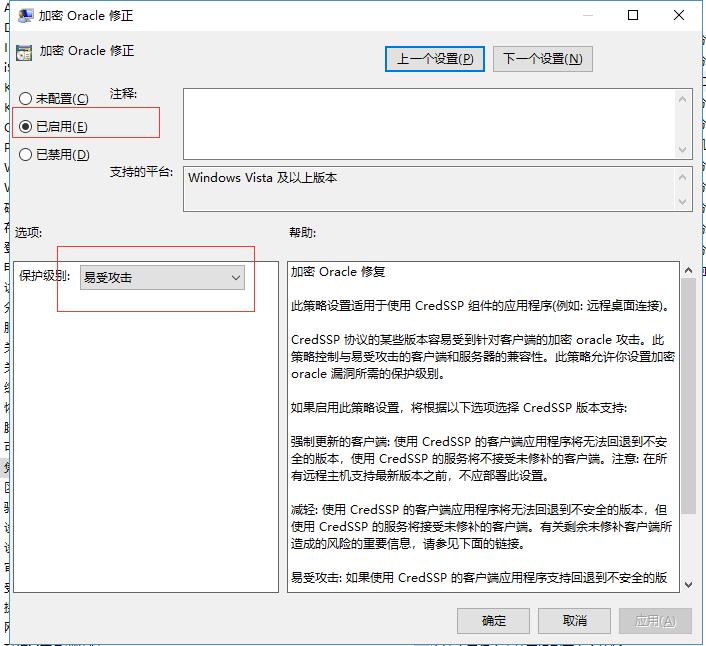 加密 Oracle 修正
加密 Oracle 修正
上一个设置(P)
下一个设置(N)
未配置(C)
注释:
已启用(E)
已禁用(D)
支持的平台:
Windows Vista 及以上版本
选项:
帮助:
保护级别:
易受攻击
加密 Oracle 修复
此策略设置适用于使用 CredSSP 组件的应用程序(例如: 远程桌面连接)。
CredSSP 协议的某些版本容易受到针对客户端的加密 oracle 攻击。此
策略控制与易受攻击的客户端和服务器的兼容性。此策略允许你设置加密
oracle 漏洞所需的保护级别。
如果启用此策略设置，将根据以下选项选择 CredSSP 版本支持:
强制更新的客户端: 使用 CredSSP 的客户端应用程序将无法回退到不安
全的版本，使用 CredSSP 的服务将不接受未修补的客户端。注意: 在所
有远程主机支持最新版本之前，不应部署此设置。
减轻: 使用 CredSSP 的客户端应用程序将无法回退到不安全的版本，但
使用 CredSSP 的服务将接受未修补的客户端。有关剩余未修补客户端所
造成的风险的重要信息，请参见下面的链接。
易受攻击: 如果使用 CredSSP 的客户端应用程序支持回退到不安全的版
确定
取消
应用(A)